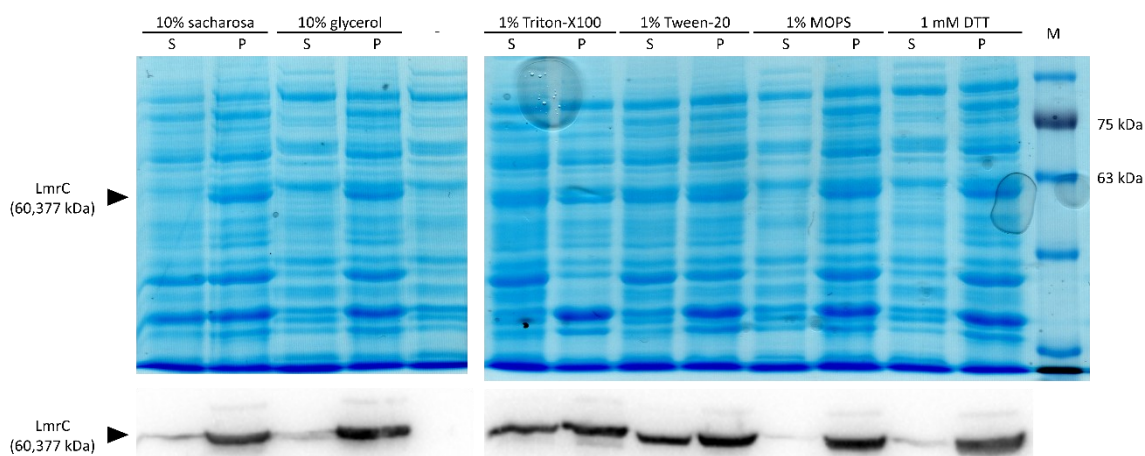 10% sacharosa 10% glycerol - 1% Triton-X100 1% Tween-20 1% MOPS 1 mM DTT M
S P S P S P S P S P S P
75 kDa
63 kDa
LmrC
(60,377 kDa)
LmrC
(60,377 kDa)